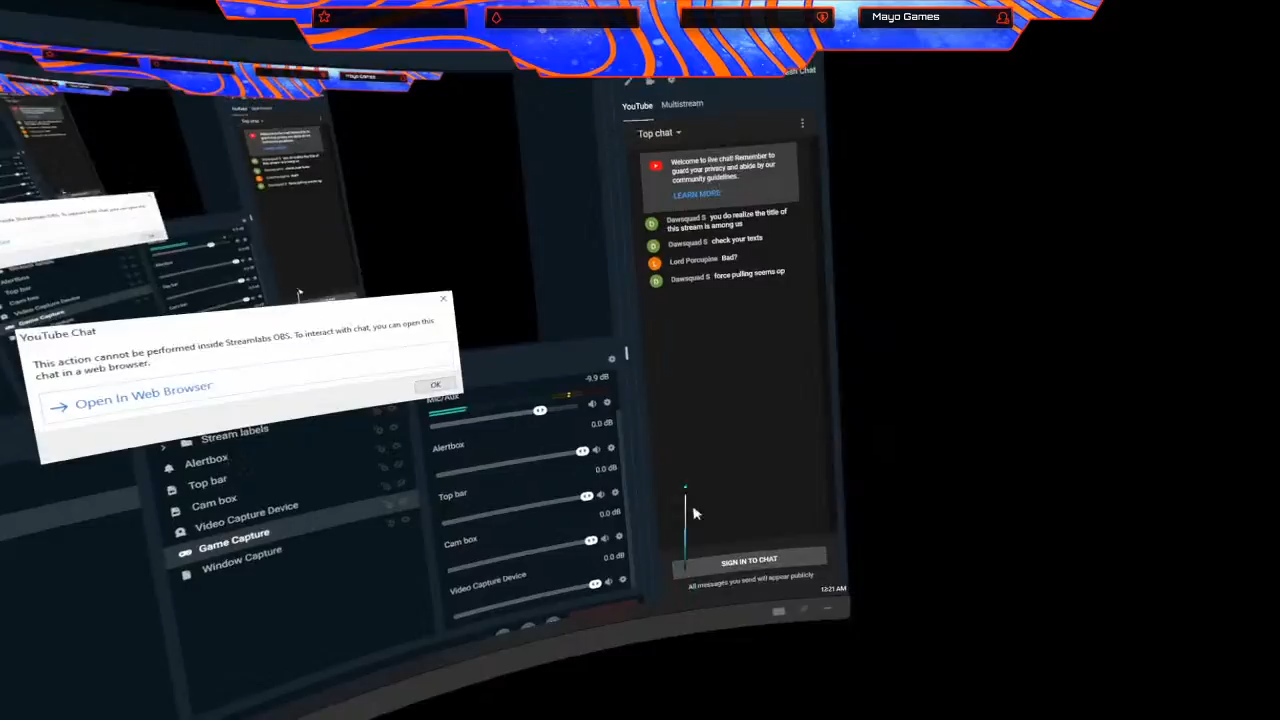 Mayo Games
esh Chat
YouTube Multistream
Top chat
Welcome to live chat! Remember to
guard your privacy and abide by our
community guidelines.
LEARN MORE
Dawsquad S you do realize the title of
this stream is among us
Dawsquad S check your texts
Lord Porcupine Bad?
Dawsquad S force pulling seems op
YouTube Chat
This action cannot be performed inside Streamlabs OBS. To interact with chat, you can open this
chat in a web browser.
Open In Web Browser
OK
Stream labels
Alertbox
Top bar
Cam box
Video Capture Device
Game Capture
Window Capture
-9.9 dB
Mic/Aux
0.0 dB
Alertbox
0.0 dB
Top bar
0.0 dB
Cam box
0.0 dB
Video Capture Device
SIGN IN TO CHAT
All messages you send will appear publicly
12:21 AM